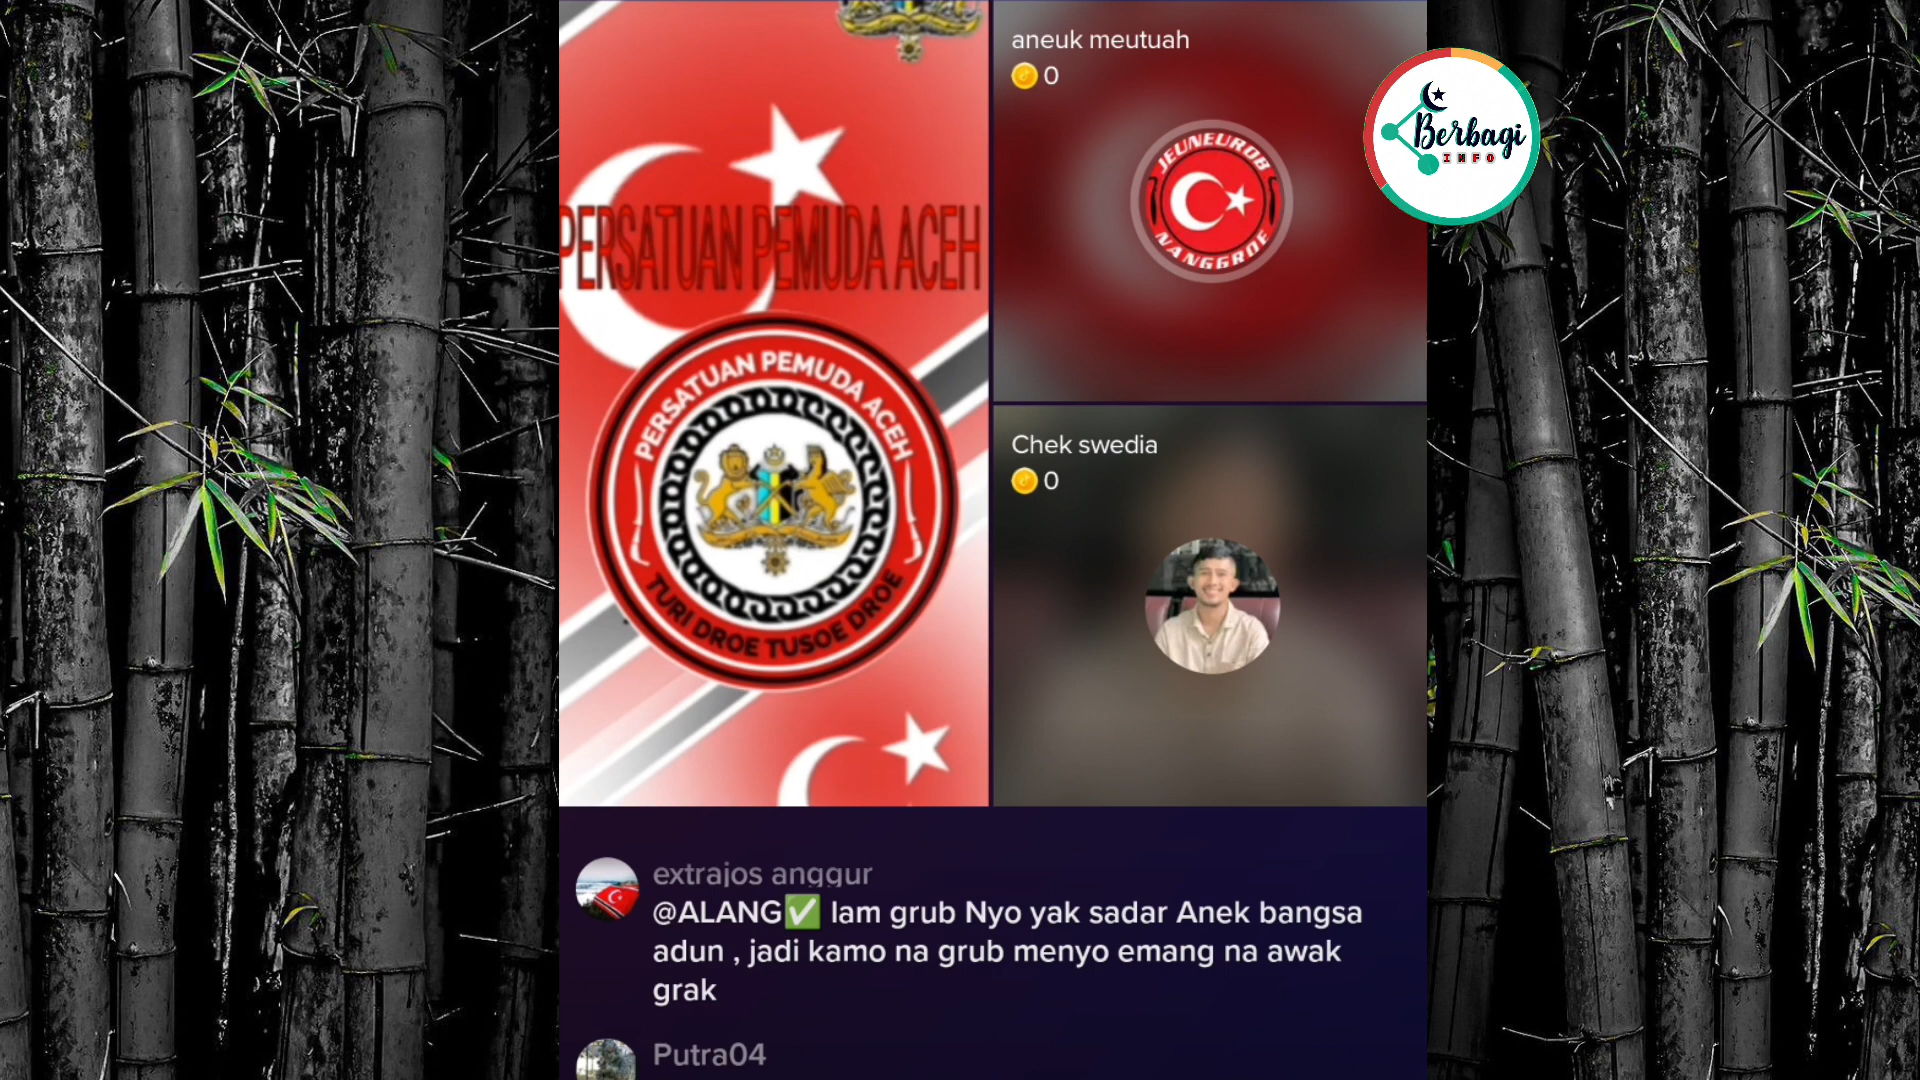 PERSATUAN PEMUDA ACEH
PERSATUAN PEMUDA ACEH
TURI DROE TUSOE DROE
aneuk meutuah
0
JEUNEUROB
NANGGROE
Berbagi
INFO
Chek swedia
0
extrajos anggur
@ALANG✅ lam grub Nyo yak sadar Anek bangsa
adun , jadi kamo na grub menyo emang na awak
grak
Putra04